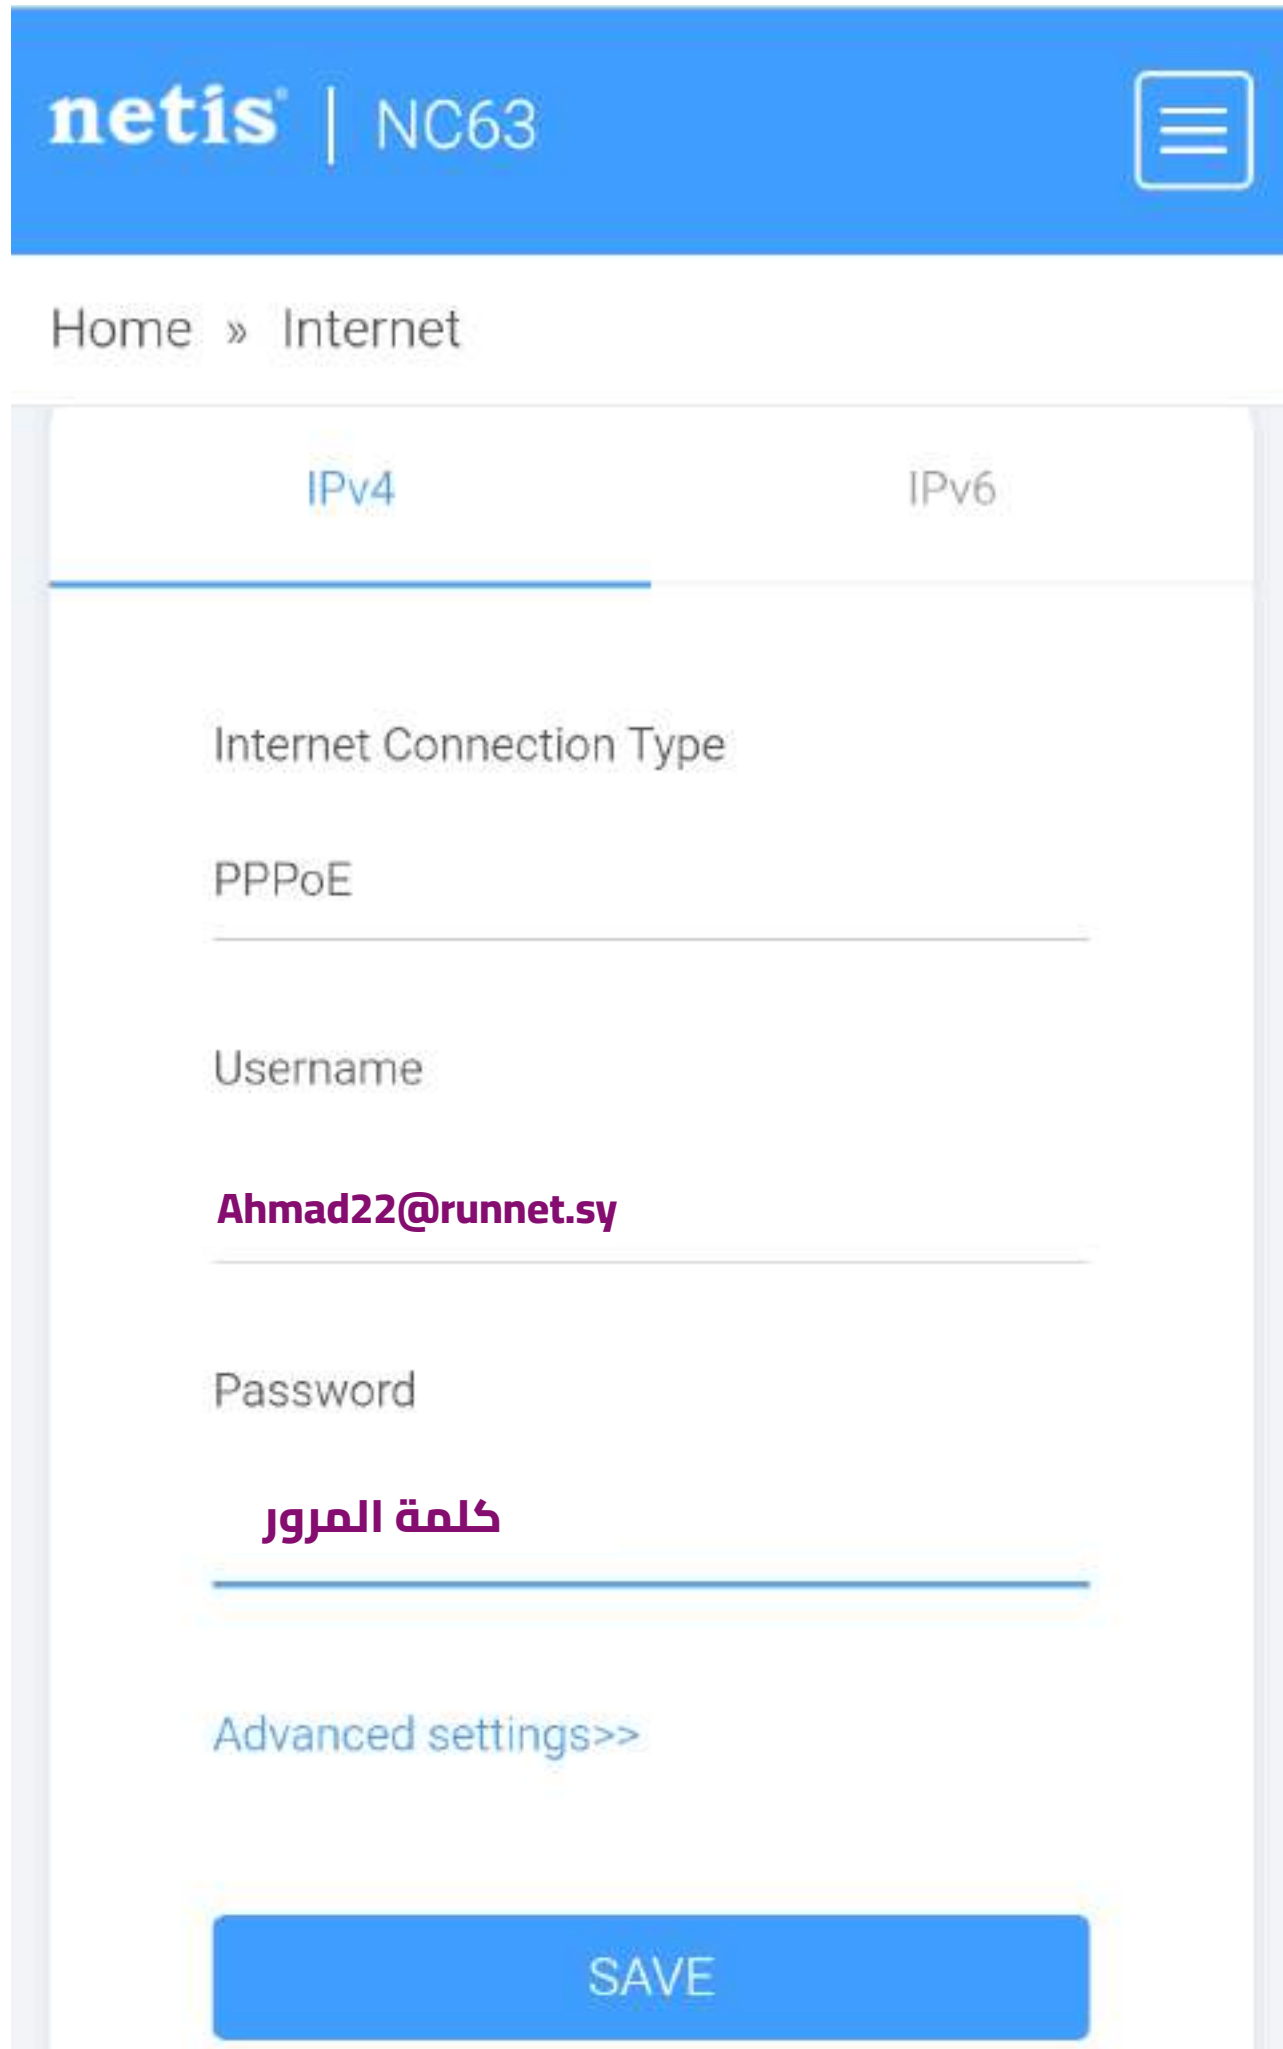 netis | NC63
Home » Internet
IPv4 IPv6
Internet Connection Type
PPPoE
Username
Ahmad22@runnet.sy
Password
كلمة المرور
Advanced settings>>
SAVE